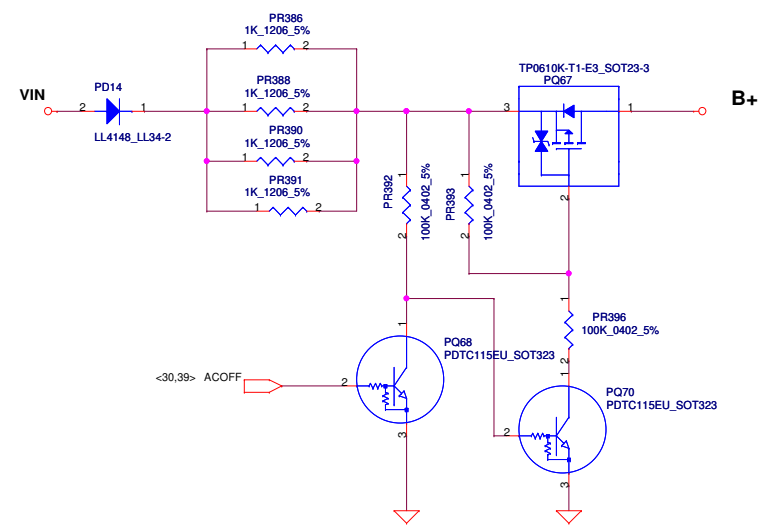 PR386
1K_1206_5%
1 2
VIN
PD14
2 1
LL4148_LL34-2
PR388
1K_1206_5%
1 2
PR390
1K_1206_5%
1 2
PR391
1K_1206_5%
1 2
TP0610K-T1-E3_SOT23-3
PQ67
3 1
2
B+
PR392
100K_0402_5%
1
2
PR393
100K_0402_5%
1
2
PR396
100K_0402_5%
1
2
<30,39> ACOFF
PQ68
PDTC115EU_SOT323
1
2
3
PQ70
PDTC115EU_SOT323
1
2
3